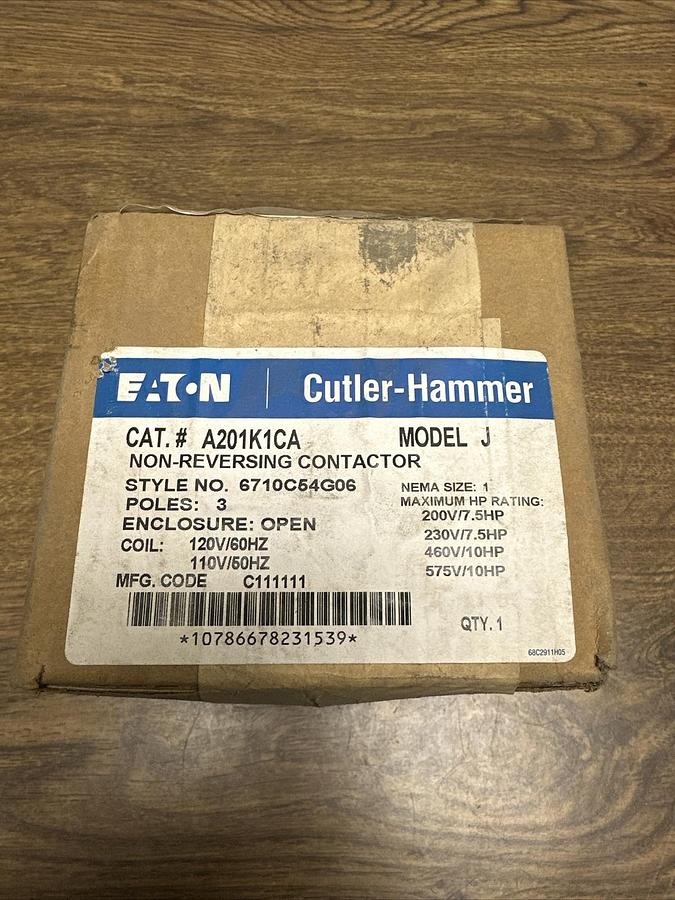 EATON | Cutler-Hammer
CAT. # A201K1CA MODEL J
NON-REVERSING CONTACTOR
STYLE NO. 6710C54G06
POLES: 3
ENCLOSURE: OPEN
COIL: 120V/60HZ
110V/50HZ
MFG. CODE C111111
NEMA SIZE: 1
MAXIMUM HP RATING:
200V/7.5HP
230V/7.5HP
460V/10HP
575V/10HP
*10786678231539*
QTY. 1
68C2911H05